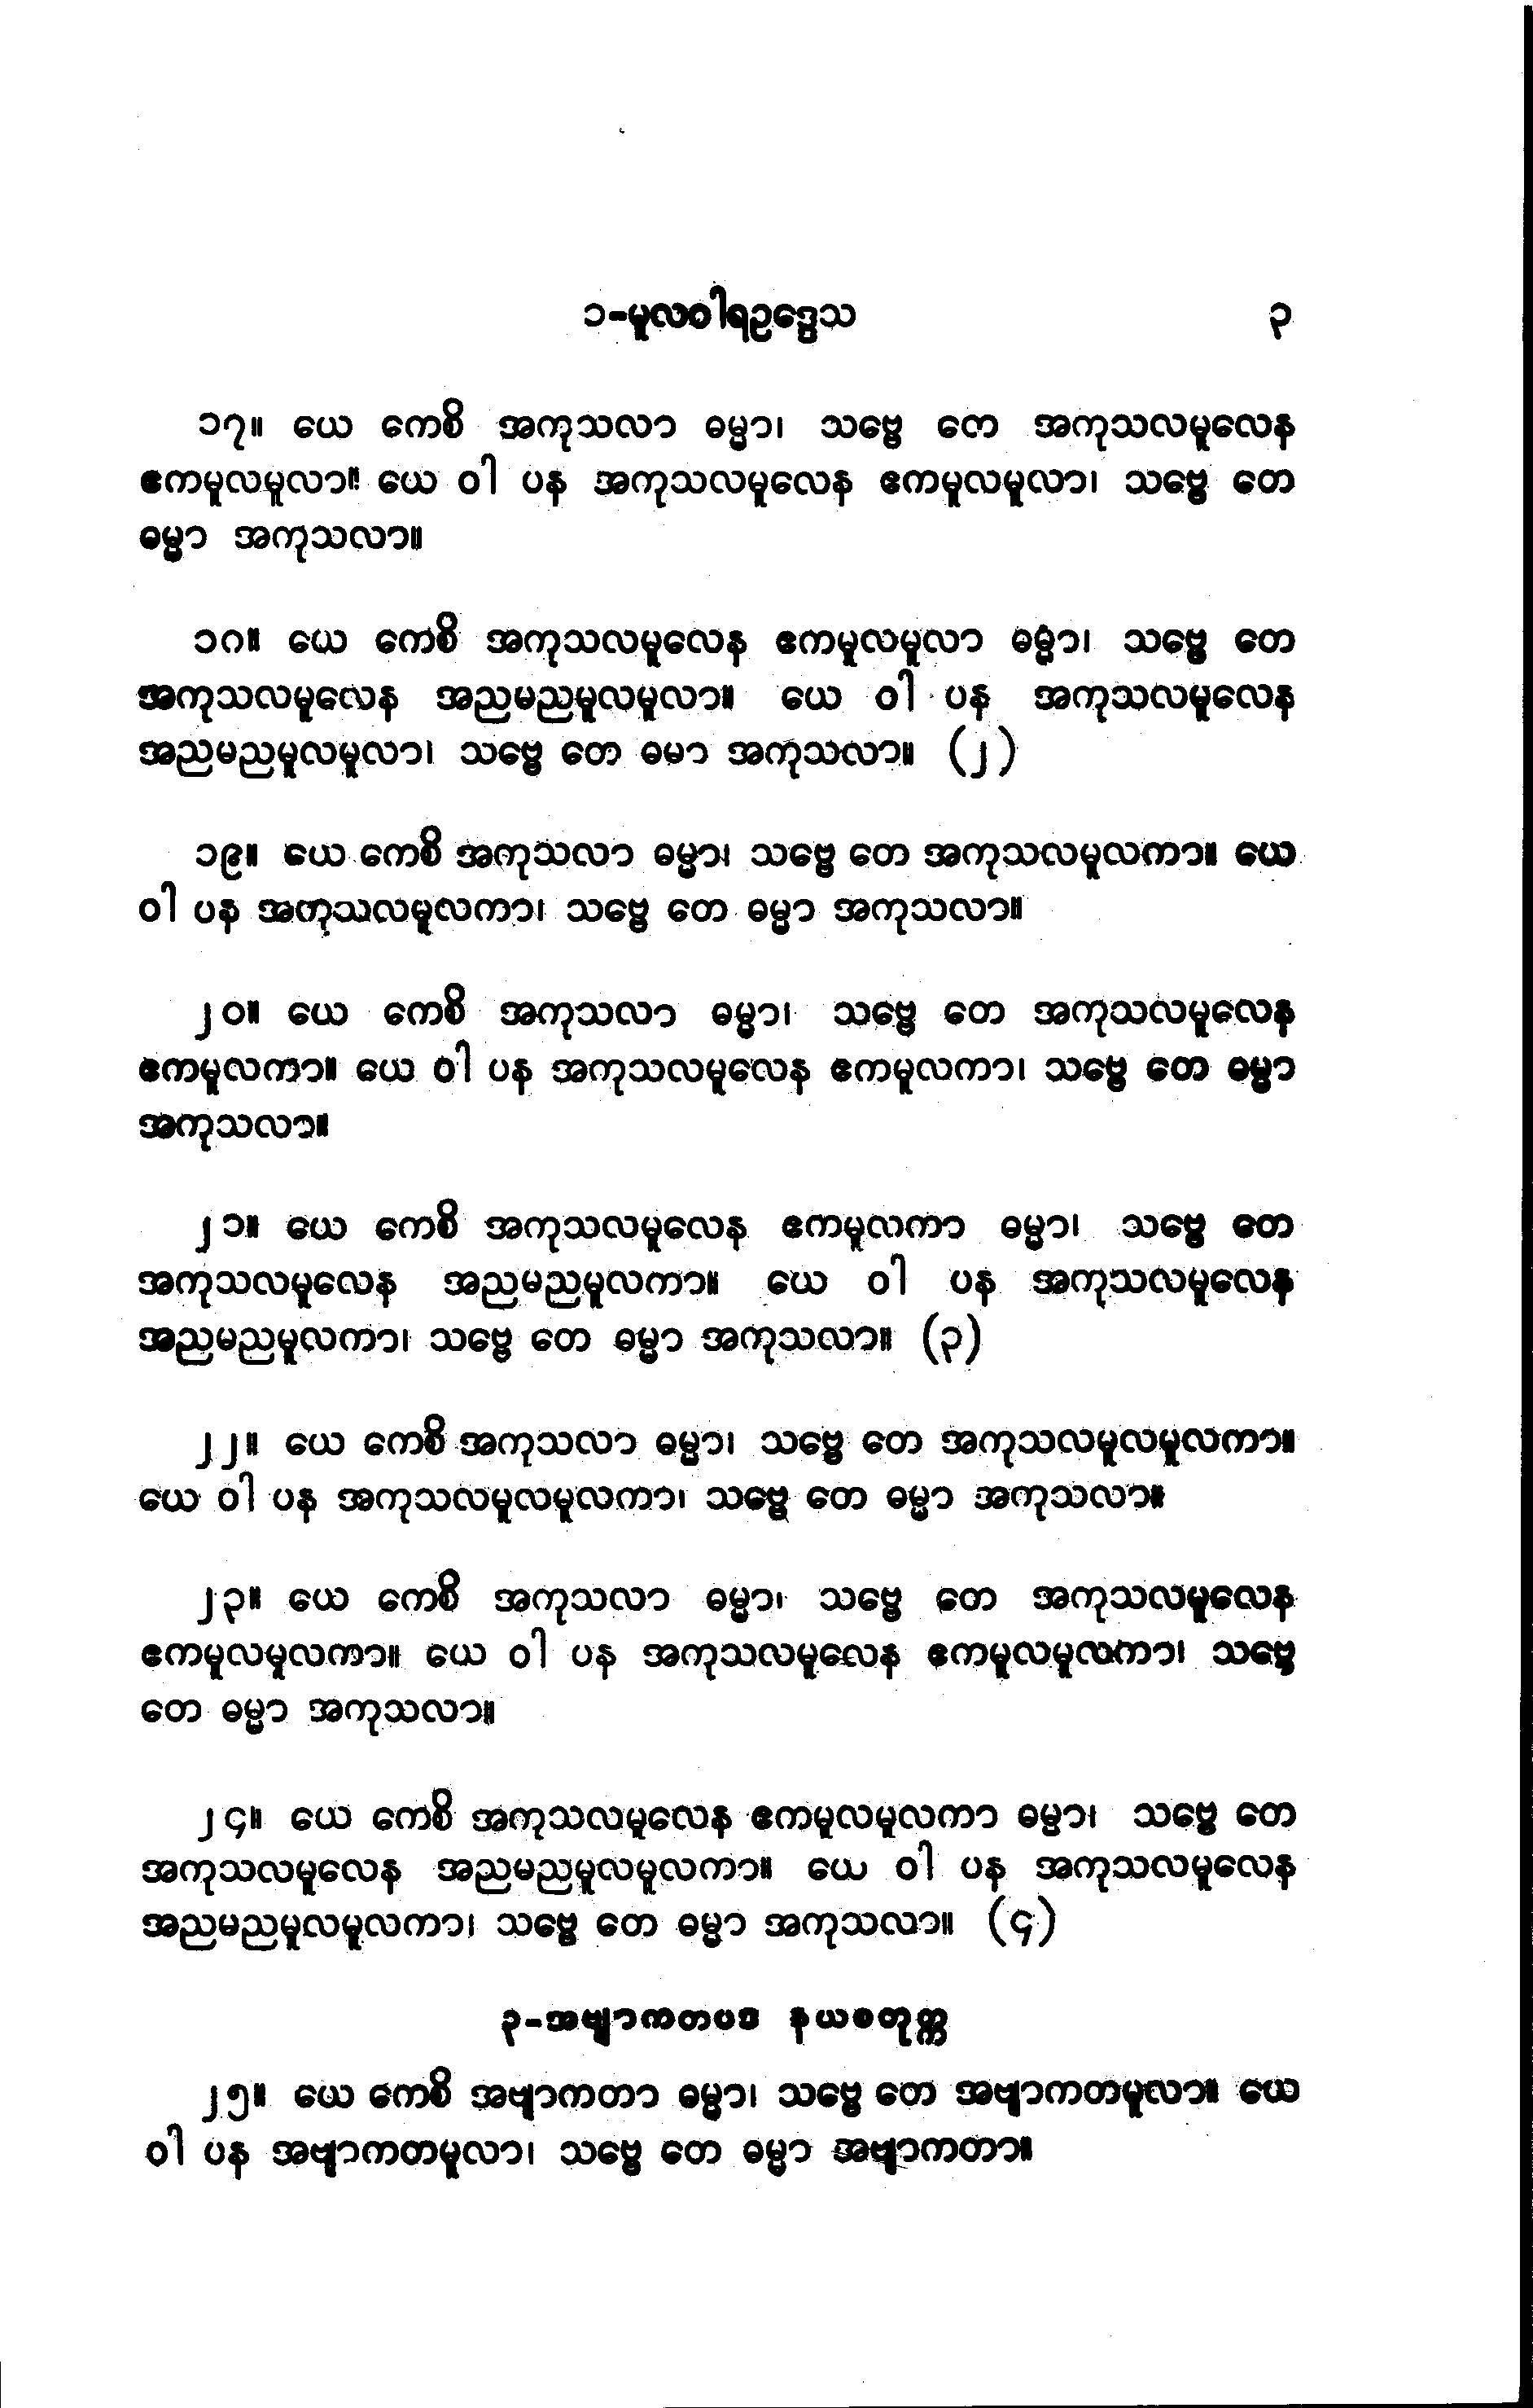 ၁-မူလဝါရဥဒ္ဒေသ ၃
၁၇။ ယေ ကေစိ အကုသလာ ဓမ္မာ၊ သဗ္ဗေ တေ အကုသလမူလေန
ဧကမူလမူလာ။ ယေ ဝါ ပန အကုသလမူလေန ဧကမူလမူလာ၊ သဗ္ဗေ တေ
ဓမ္မာ အကုသလာ။
၁၈။ ယေ ကေစိ အကုသလမူလေန ဧကမူလမူလာ ဓမ္မာ၊ သဗ္ဗေ တေ
အကုသလမူလေန အညမညမူလမူလာ။ ယေ ဝါ ပန အကုသလမူလေန
အညမညမူလမူလာ၊ သဗ္ဗေ တေ ဓမာ အကုသလာ။ (၂)
၁၉။ ယေ ကေစိ အကုသလာ ဓမ္မာ၊ သဗ္ဗေ တေ အကုသလမူလကာ။ ယေ
ဝါ ပန အကုသလမူလကာ၊ သဗ္ဗေ တေ ဓမ္မာ အကုသလာ။
၂၀။ ယေ ကေစိ အကုသလာ ဓမ္မာ၊ သဗ္ဗေ တေ အကုသလမူလေန
ဧကမူလကာ။ ယေ ဝါ ပန အကုသလမူလေန ဧကမူလကာ၊ သဗ္ဗေ တေ ဓမ္မာ
အကုသလာ။
၂၁။ ယေ ကေစိ အကုသလမူလေန ဧကမူလကာ ဓမ္မာ၊ သဗ္ဗေ တေ
အကုသလမူလေန အညမညမူလကာ။ ယေ ဝါ ပန အကုသလမူလေန
အညမညမူလကာ၊ သဗ္ဗေ တေ ဓမ္မာ အကုသလာ။ (၃)
၂၂။ ယေ ကေစိ အကုသလာ ဓမ္မာ၊ သဗ္ဗေ တေ အကုသလမူလမူလကာ။
ယေ ဝါ ပန အကုသလမူလမူလကာ၊ သဗ္ဗေ တေ ဓမ္မာ အကုသလာ။
၂၃။ ယေ ကေစိ အကုသလာ ဓမ္မာ၊ သဗ္ဗေ တေ အကုသလမူလေန
ဧကမူလမူလကာ။ ယေ ဝါ ပန အကုသလမူလေန ဧကမူလမူလကာ၊ သဗ္ဗေ
တေ ဓမ္မာ အကုသလာ။
၂၄။ ယေ ကေစိ အကုသလမူလေန ဧကမူလမူလကာ ဓမ္မာ၊ သဗ္ဗေ တေ
အကုသလမူလေန အညမညမူလမူလကာ။ ယေ ဝါ ပန အကုသလမူလေန
အညမညမူလမူလကာ၊ သဗ္ဗေ တေ ဓမ္မာ အကုသလာ။ (၄)
၃-အဗျာကတပဒ နယစတုက္က
၂၅။ ယေ ကေစိ အဗျာကတာ ဓမ္မာ၊ သဗ္ဗေ တေ အဗျာကတမူလာ။ ယေ
ဝါ ပန အဗျာကတမူလာ၊ သဗ္ဗေ တေ ဓမ္မာ အဗျာကတာ။